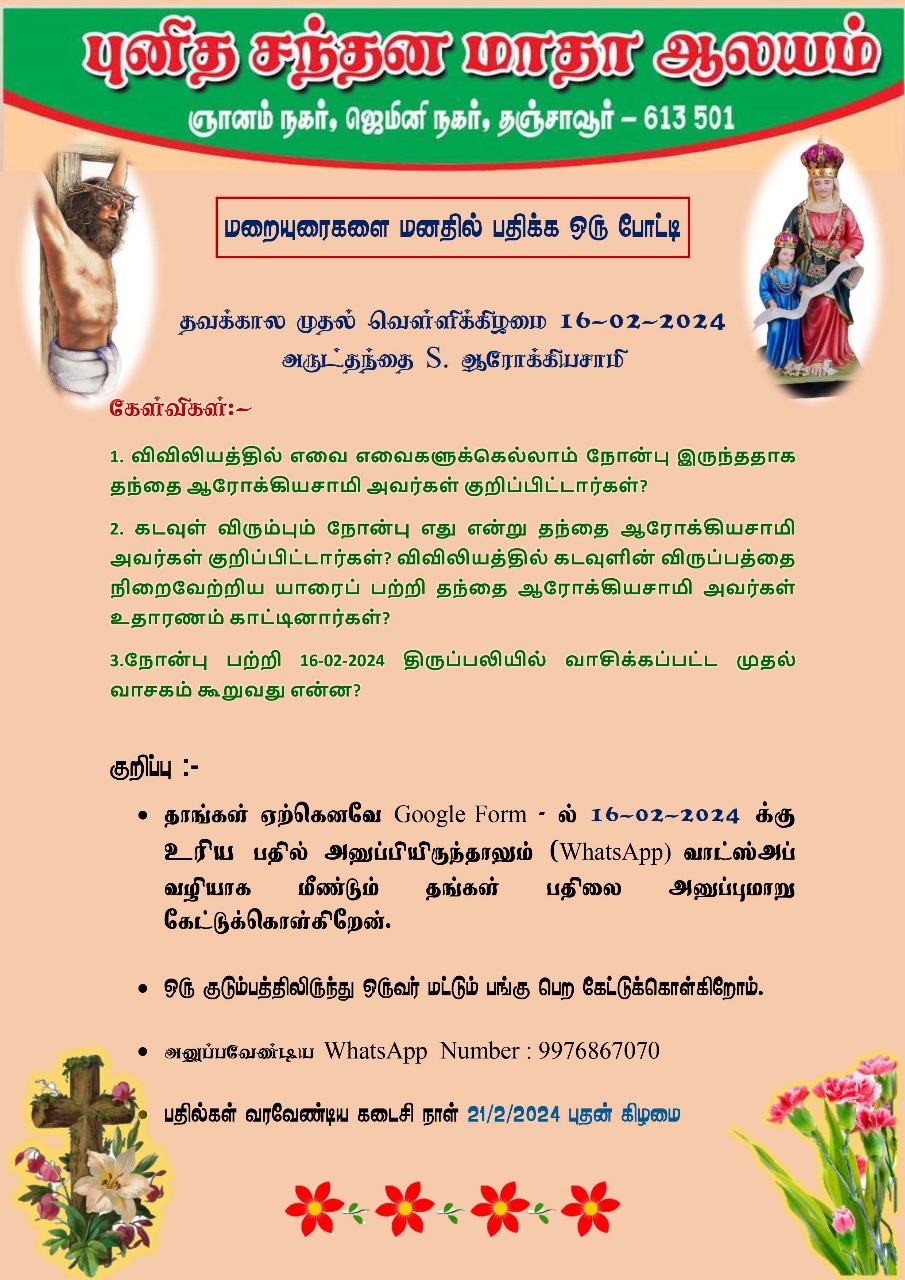 புனித சந்தன மாதா ஆலயம்
ஞானம் நகர், ஜெமினி நகர், தஞ்சாவூர் – 613 501
மறையுரைகளை மனதில் பதிக்க ஒரு போட்டி
தவக்கால முதல் வெள்ளிக்கிழமை 16-02-2024
அருட்தந்தை S. ஆரோக்கியசாமி
கேள்விகள்:-
1. விவிலியத்தில் எவை எவைகளுக்கெல்லாம் நோன்பு இருந்ததாக
தந்தை ஆரோக்கியசாமி அவர்கள் குறிப்பிட்டார்கள்?
2. கடவுள் விரும்பும் நோன்பு எது என்று தந்தை ஆரோக்கியசாமி
அவர்கள் குறிப்பிட்டார்கள்? விவிலியத்தில் கடவுளின் விருப்பத்தை
நிறைவேற்றிய யாரைப் பற்றி தந்தை ஆரோக்கியசாமி அவர்கள்
உதாரணம் காட்டினார்கள்?
3.நோன்பு பற்றி 16-02-2024 திருப்பலியில் வாசிக்கப்பட்ட முதல்
வாசகம் கூறுவது என்ன?
குறிப்பு :-
• தாங்கள் ஏற்கெனவே Google Form - ல் 16-02-2024 க்கு
உரிய பதில் அனுப்பியிருந்தாலும் (WhatsApp) வாட்ஸ்அப்
வழியாக மீண்டும் தங்கள் பதிலை அனுப்புமாறு
கேட்டுக்கொள்கிறேன்.
• ஒரு குடும்பத்திலிருந்து ஒருவர் மட்டும் பங்கு பெற கேட்டுக்கொள்கிறோம்.
• அனுப்பவேண்டிய WhatsApp Number : 9976867070
• பதில்கள் வரவேண்டிய கடைசி நாள் 21/2/2024 புதன் கிழமை